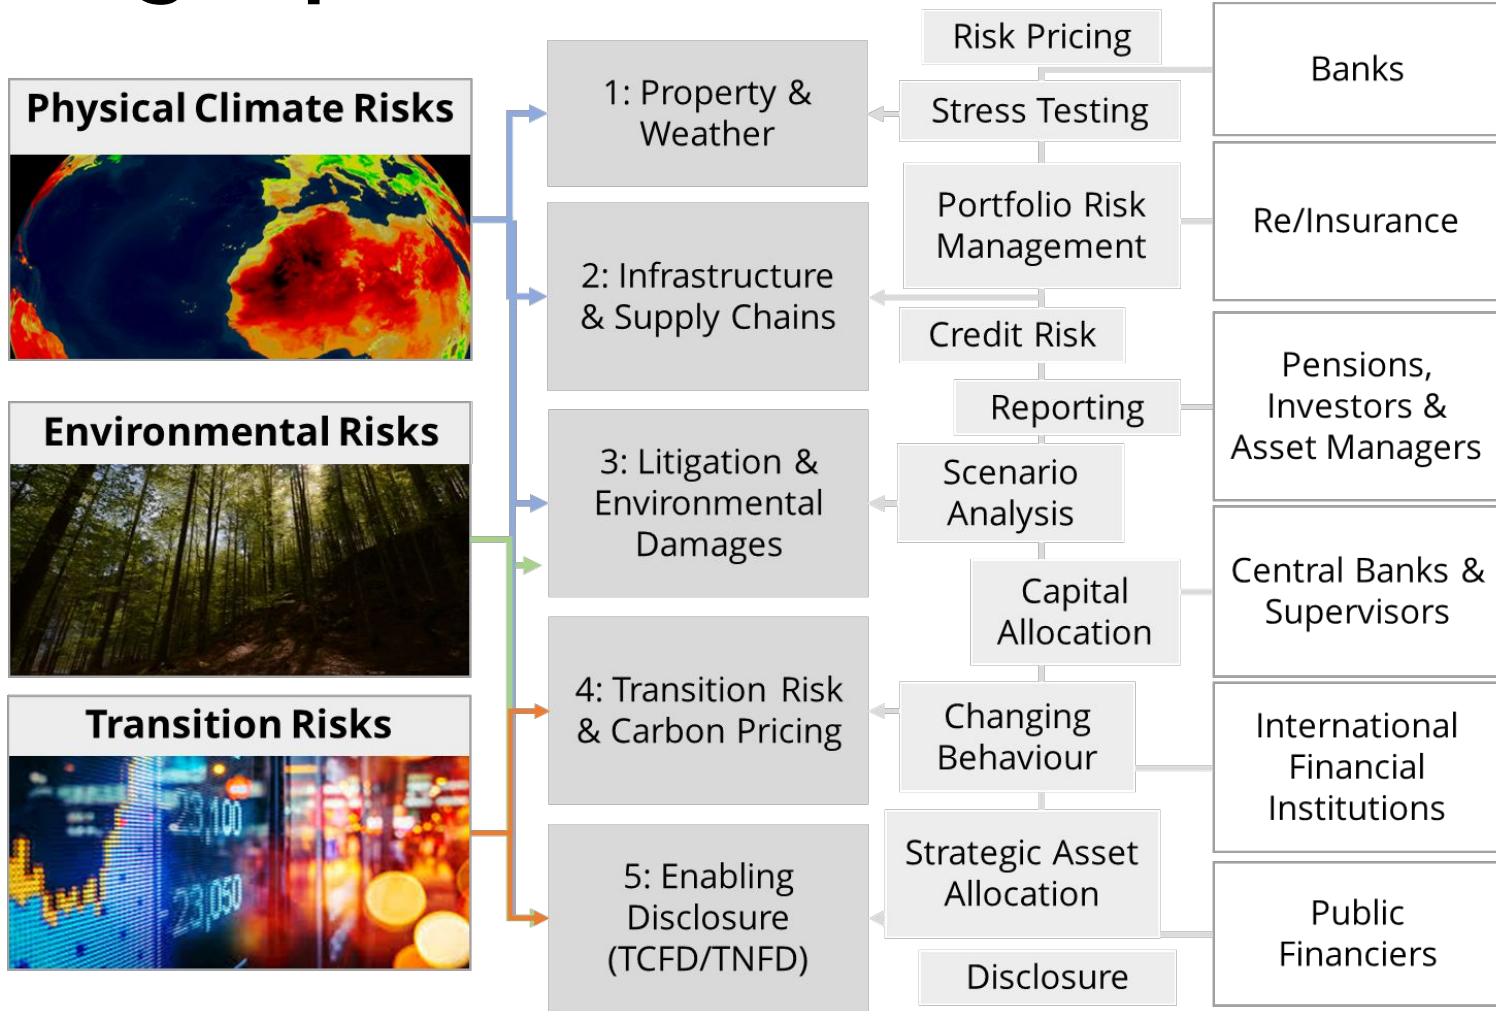 Physical Climate Risks
Environmental Risks
Transition Risks
23,100
23,050
1: Property &
Weather
2: Infrastructure
& Supply Chains
3: Litigation &
Environmental
Damages
4: Transition Risk
& Carbon Pricing
5: Enabling
Disclosure
(TCFD/TNFD)
Risk Pricing
Stress Testing
Portfolio Risk
Management
Credit Risk
Reporting
Scenario
Analysis
Capital
Allocation
Changing
Behaviour
Strategic Asset
Allocation
Disclosure
Banks
Re/Insurance
Pensions,
Investors &
Asset Managers
Central Banks &
Supervisors
International
Financial
Institutions
Public
Financiers